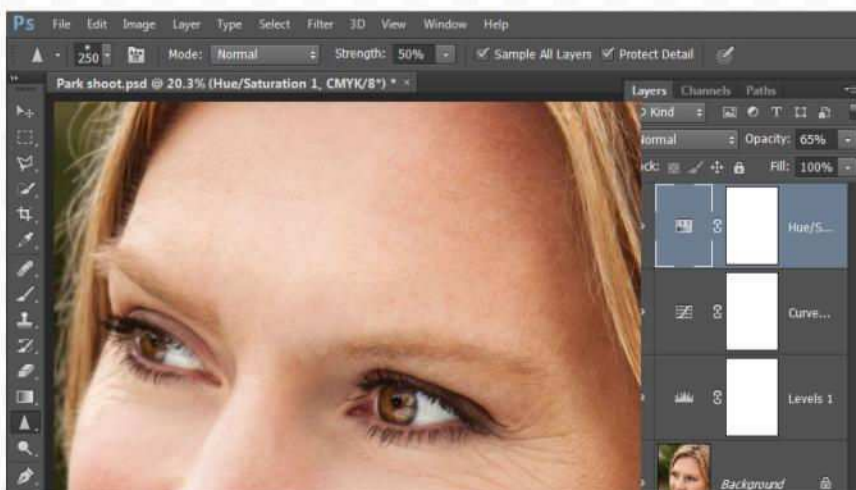 Ps File Edit Image Layer Type Select Filter 3D View Window Help
250 Mode: Normal Strength: 50% Sample All Layers Protect Detail
Park shoot.psd @ 20.3% (Hue/Saturation 1, CMYK/8*) * ×
Layers Channels Paths
Kind T
ormal Opacity: 65%
ck: Fill: 100%
Hue/S...
Curve...
Levels 1
Background